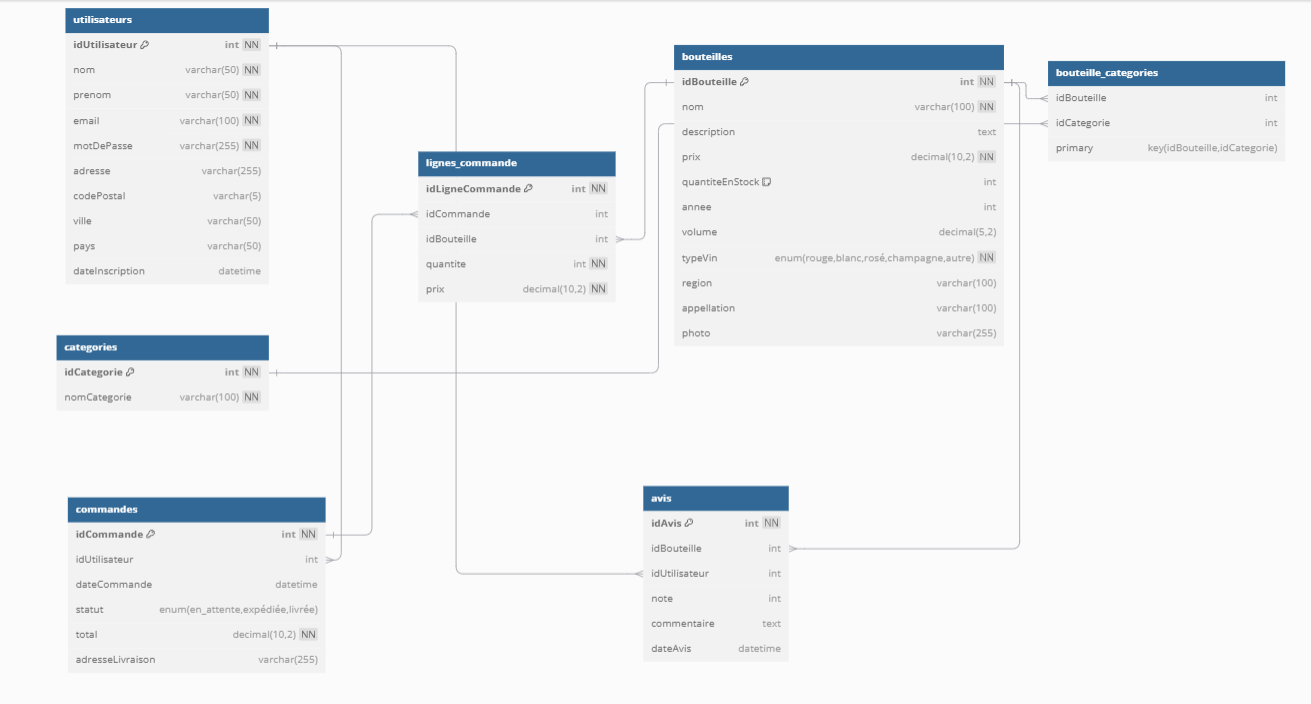 utilisateurs
idUtilisateur int NN
nom varchar(50) NN
prenom varchar(50) NN
email varchar(100) NN
motDePasse varchar(255) NN
adresse varchar(255)
codePostal varchar(5)
ville varchar(50)
pays varchar(50)
dateInscription datetime
lignes_commande
idLigneCommande int NN
idCommande int
idBouteille int
quantite int NN
prix decimal(10,2) NN
bouteilles
idBouteille int NN
nom varchar(100) NN
description text
prix decimal(10,2) NN
quantiteEnStock int
annee int
volume decimal(5,2)
typeVin enum(rouge,blanc,rosé,champagne,autre) NN
region varchar(100)
appellation varchar(100)
photo varchar(255)
bouteille_categories
idBouteille int
idCategorie int
primary key(idBouteille,idCategorie)
categories
idCategorie int NN
nomCategorie varchar(100) NN
commandes
idCommande int NN
idUtilisateur int
dateCommande datetime
statut enum(en_attente,expédiée,livrée)
total decimal(10,2) NN
adresseLivraison varchar(255)
avis
idAvis int NN
idBouteille int
idUtilisateur int
note int
commentaire text
dateAvis datetime